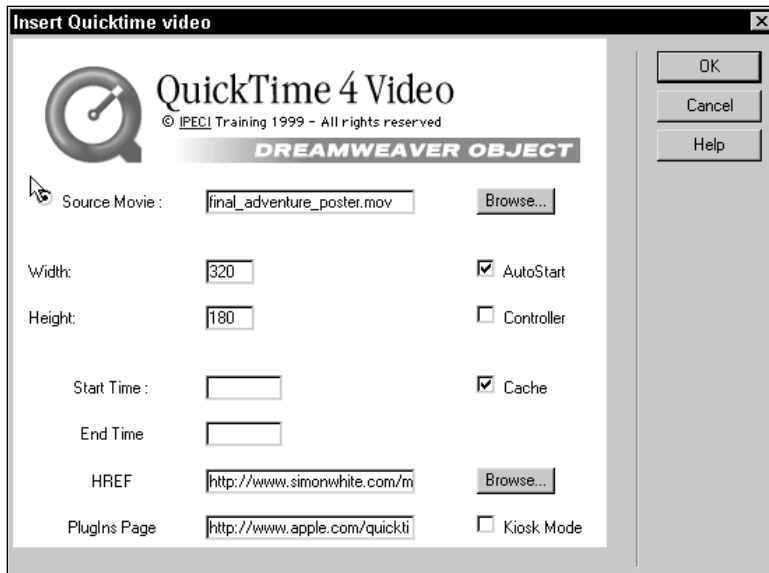 Insert Quicktime video
QuickTime 4 Video
© IPECI Training 1999 - All rights reserved
DREAMWEAVER OBJECT
OK
Cancel
Help
Source Movie : final_adventure_poster.mov Browse...
Width: 320 AutoStart
Height: 180 Controller
Start Time : Cache
End Time
HREF http://www.simonwhite.com/m Browse...
PlugIns Page http://www.apple.com/quickti Kiosk Mode